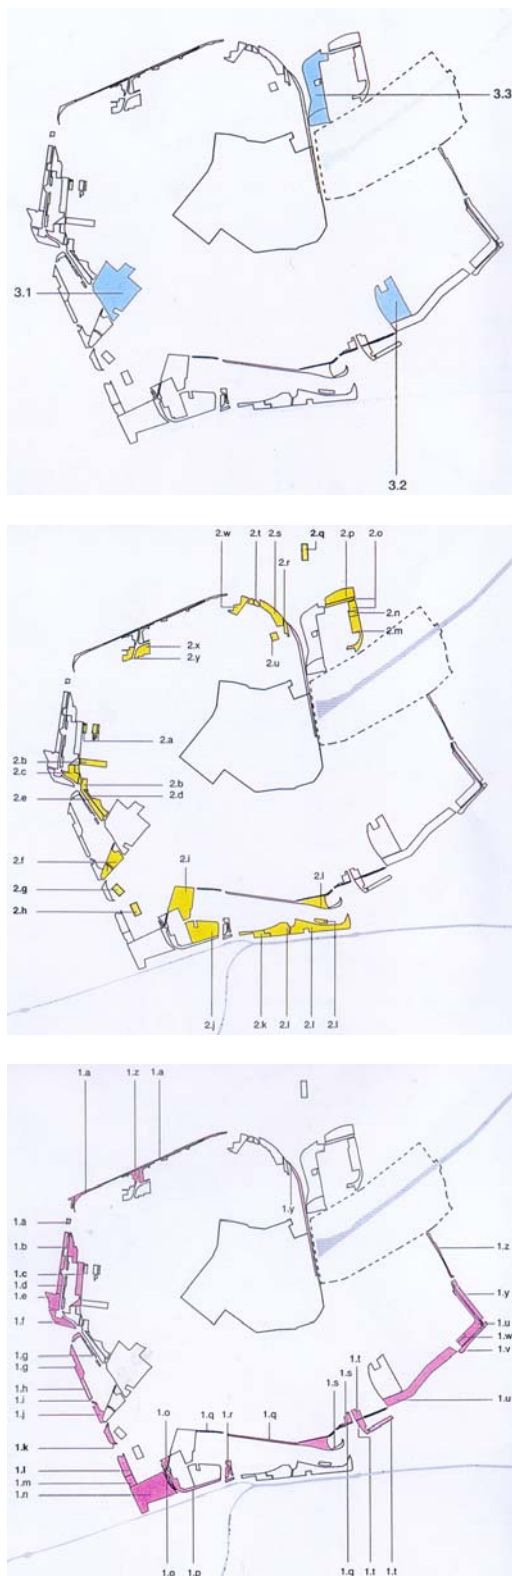 3.3
3.1
3.2
2.w 2.t 2.s 2.q 2.p 2.o
2.r
2.n
2.m
2.x
2.y
2.u
2.a
2.b
2.c
2.b
2.d
2.e
2.f
2.i
2.l
2.g
2.h
2.j 2.k 2.l 2.l 2.l
1.a 1.z 1.a
1.y
1.a
1.b
1.z
1.c
1.d
1.e
1.y
1.f
1.u
1.w
1.v
1.g
1.g
1.h
1.i
1.j
1.t
1.s
1.u
1.o 1.q 1.r 1.q 1.s
1.k
1.l
1.m
1.n
1.o 1.p 1.q 1.t 1.t